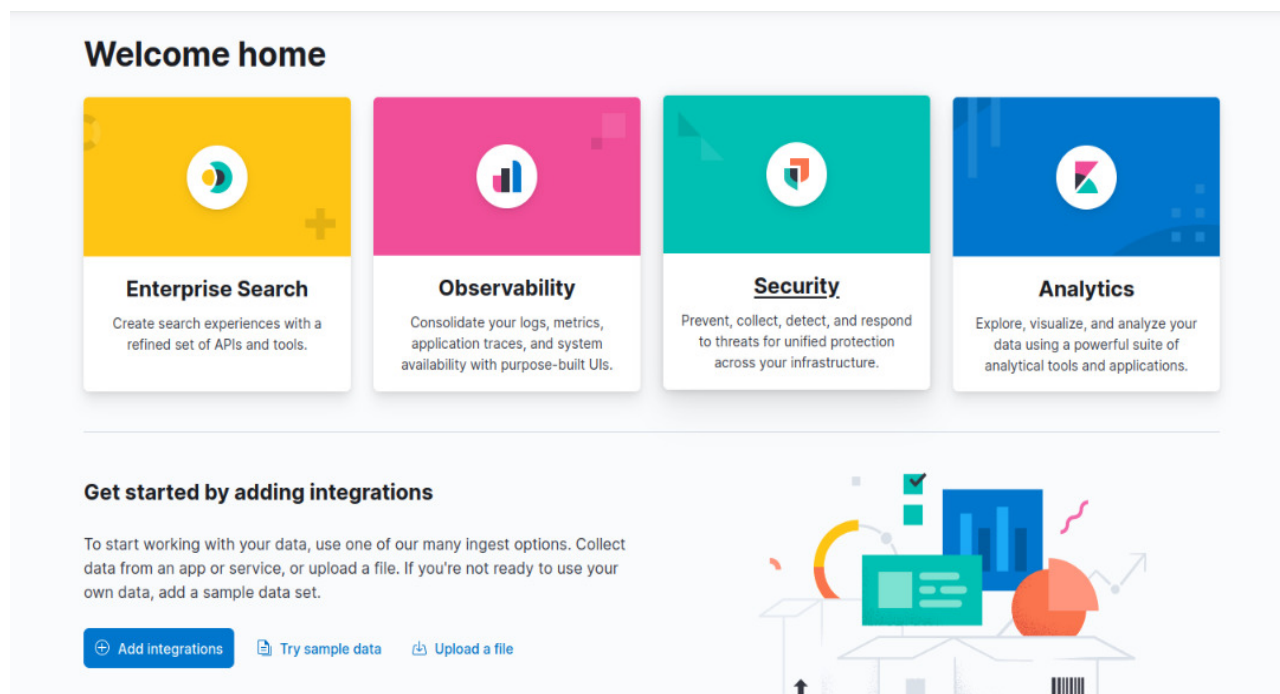 Welcome home
Enterprise Search
Create search experiences with a
refined set of APIs and tools.
Observability
Consolidate your logs, metrics,
application traces, and system
availability with purpose-built UIs.
Security
Prevent, collect, detect, and respond
to threats for unified protection
across your infrastructure.
Analytics
Explore, visualize, and analyze your
data using a powerful suite of
analytical tools and applications.
Get started by adding integrations
To start working with your data, use one of our many ingest options. Collect
data from an app or service, or upload a file. If you're not ready to use your
own data, add a sample data set.
Add integrations Try sample data Upload a file